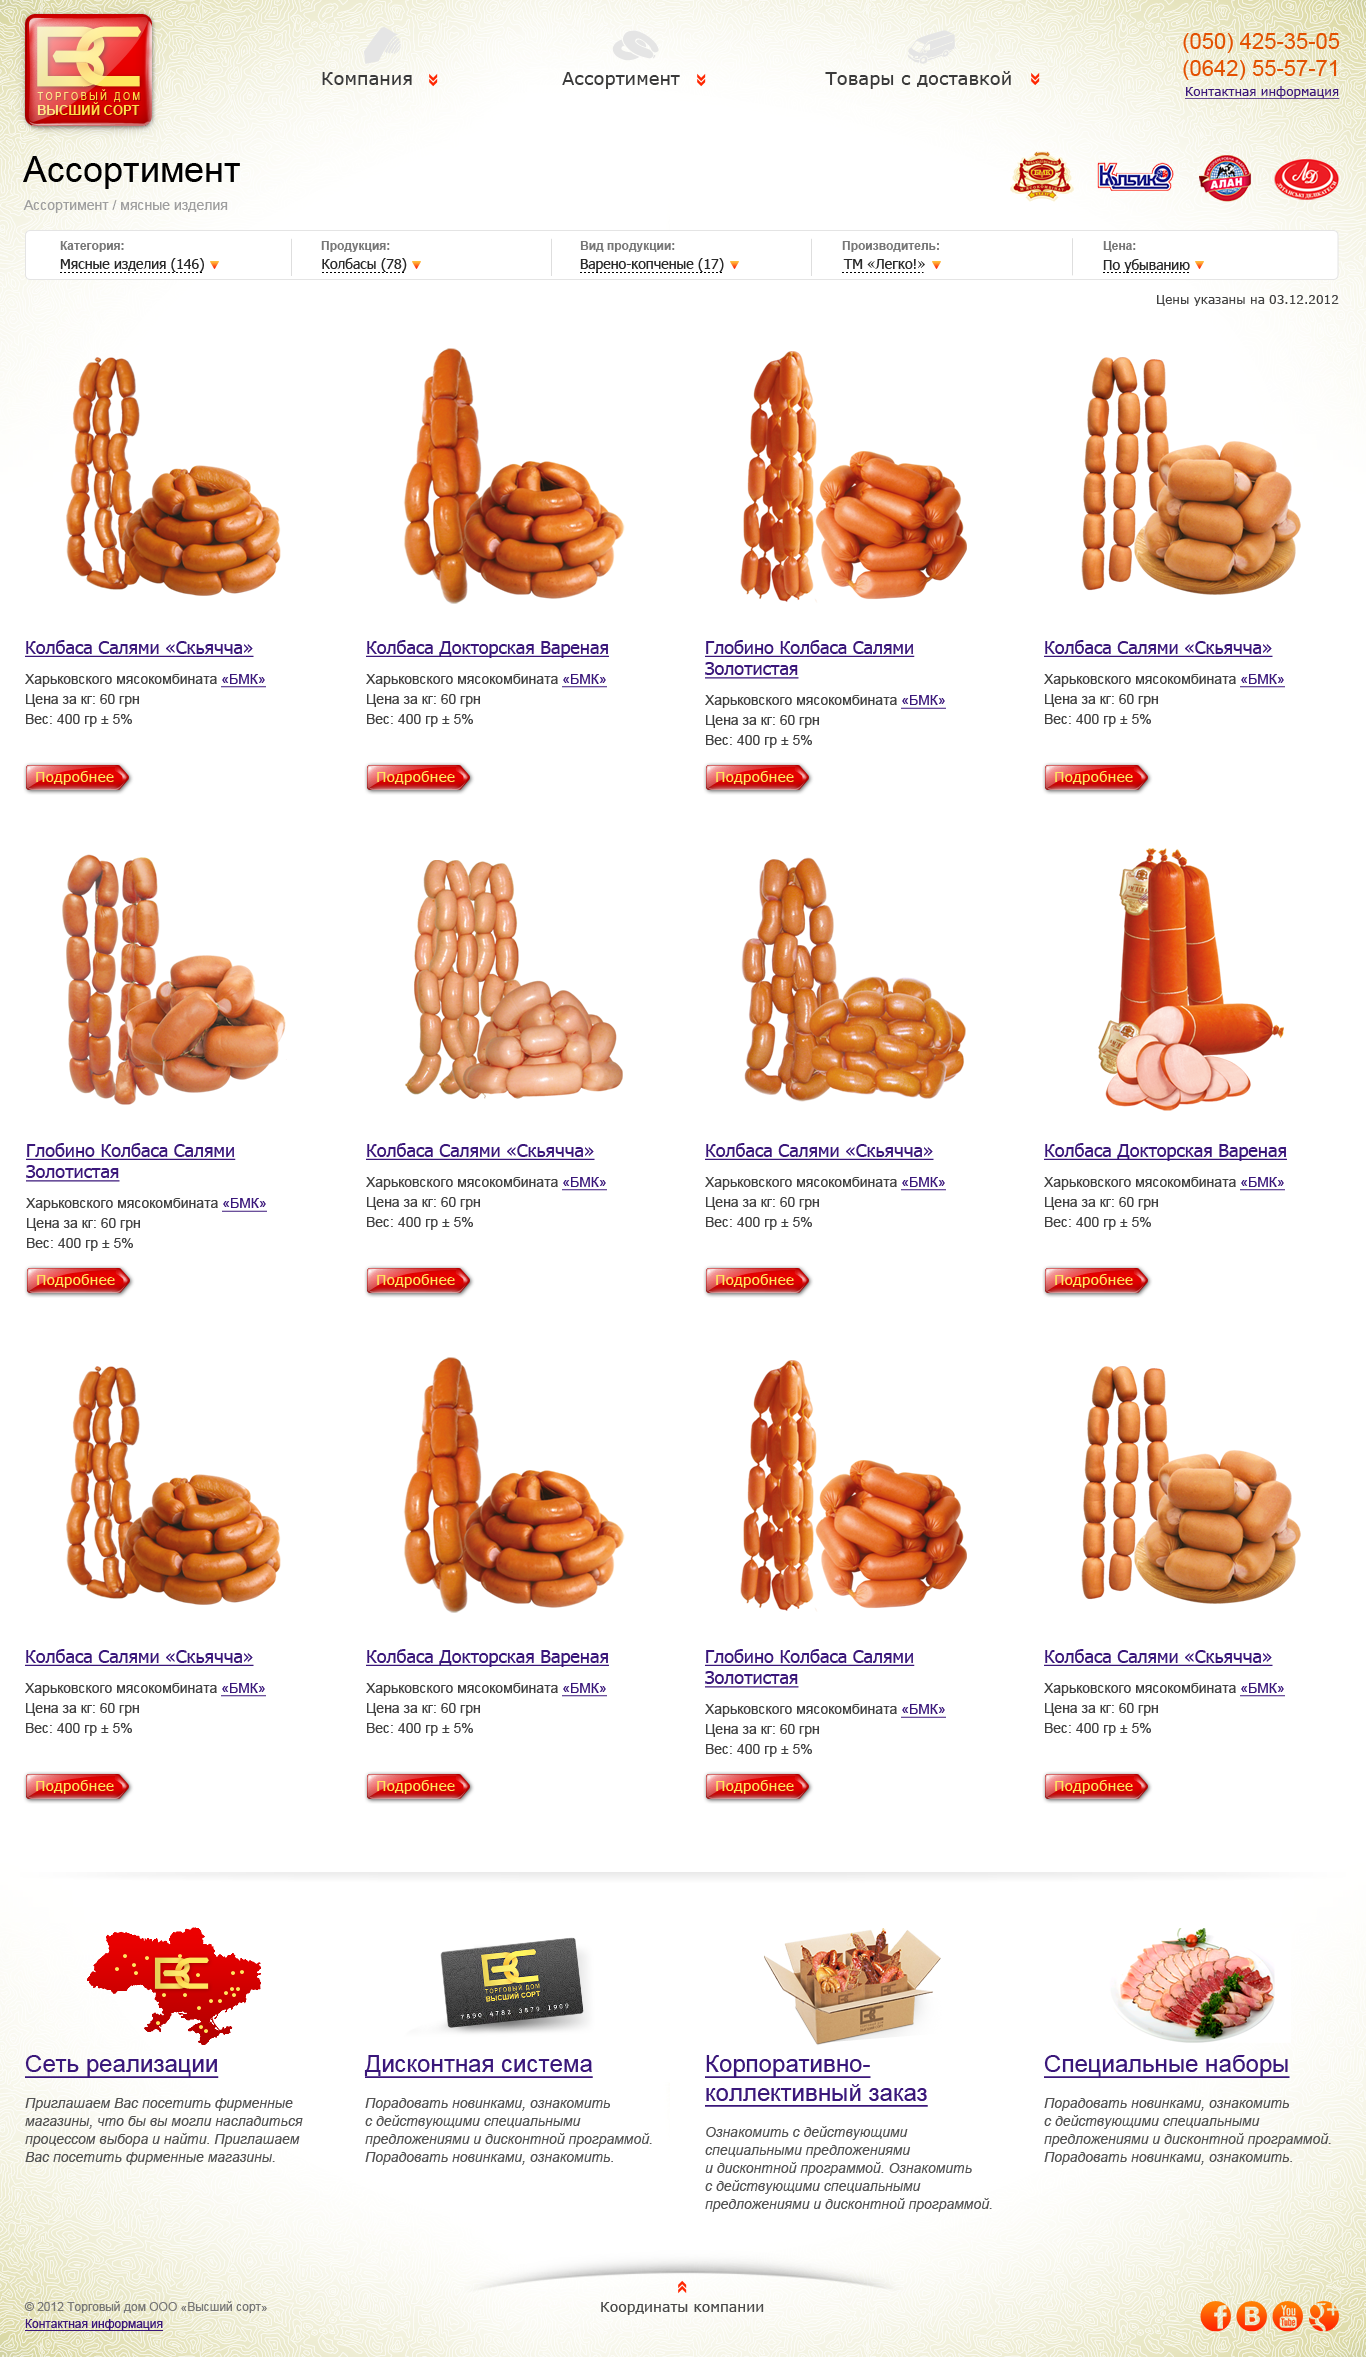 ТОРГОВЫЙ ДОМ
ВЫСШИЙ СОРТ
Компания
Ассортимент
Товары с доставкой
(050) 425-35-05
(0642) 55-57-71
Контактная информация
Ассортимент
Ассортимент / мясные изделия
Колбико
АЛАН
Категория:
Мясные изделия (146)
Продукция:
Колбасы (78)
Вид продукции:
Варено-копченые (17)
Производитель:
ТМ «Легко!»
Цена:
По убыванию
Цены указаны на 03.12.2012
Колбаса Салями «Скьячча»
Харьковского мясокомбината «БМК»
Цена за кг: 60 грн
Вес: 400 гр ± 5%
Подробнее
Колбаса Докторская Вареная
Харьковского мясокомбината «БМК»
Цена за кг: 60 грн
Вес: 400 гр ± 5%
Подробнее
Глобино Колбаса Салями
Золотистая
Харьковского мясокомбината «БМК»
Цена за кг: 60 грн
Вес: 400 гр ± 5%
Подробнее
Колбаса Салями «Скьячча»
Харьковского мясокомбината «БМК»
Цена за кг: 60 грн
Вес: 400 гр ± 5%
Подробнее
Глобино Колбаса Салями
Золотистая
Харьковского мясокомбината «БМК»
Цена за кг: 60 грн
Вес: 400 гр ± 5%
Подробнее
Колбаса Салями «Скьячча»
Харьковского мясокомбината «БМК»
Цена за кг: 60 грн
Вес: 400 гр ± 5%
Подробнее
Колбаса Салями «Скьячча»
Харьковского мясокомбината «БМК»
Цена за кг: 60 грн
Вес: 400 гр ± 5%
Подробнее
Колбаса Докторская Вареная
Харьковского мясокомбината «БМК»
Цена за кг: 60 грн
Вес: 400 гр ± 5%
Подробнее
Колбаса Салями «Скьячча»
Харьковского мясокомбината «БМК»
Цена за кг: 60 грн
Вес: 400 гр ± 5%
Подробнее
Колбаса Докторская Вареная
Харьковского мясокомбината «БМК»
Цена за кг: 60 грн
Вес: 400 гр ± 5%
Подробнее
Глобино Колбаса Салями
Золотистая
Харьковского мясокомбината «БМК»
Цена за кг: 60 грн
Вес: 400 гр ± 5%
Подробнее
Колбаса Салями «Скьячча»
Харьковского мясокомбината «БМК»
Цена за кг: 60 грн
Вес: 400 гр ± 5%
Подробнее
Сеть реализации
Приглашаем Вас посетить фирменные
магазины, что бы вы могли насладиться
процессом выбора и найти. Приглашаем
Вас посетить фирменные магазины.
ТОРГОВЫЙ ДОМ
ВЫСШИЙ СОРТ
7890 4782 3879 1909
Дисконтная система
Порадовать новинками, ознакомить
с действующими специальными
предложениями и дисконтной программой.
Порадовать новинками, ознакомить.
Корпоративно-
коллективный заказ
Ознакомить с действующими
специальными предложениями
и дисконтной программой. Ознакомить
с действующими специальными
предложениями и дисконтной программой.
Специальные наборы
Порадовать новинками, ознакомить
с действующими специальными
предложениями и дисконтной программой.
Порадовать новинками, ознакомить.
© 2012 Торговый дом ООО «Высший сорт»
Контактная информация
Координаты компании
You
Tube